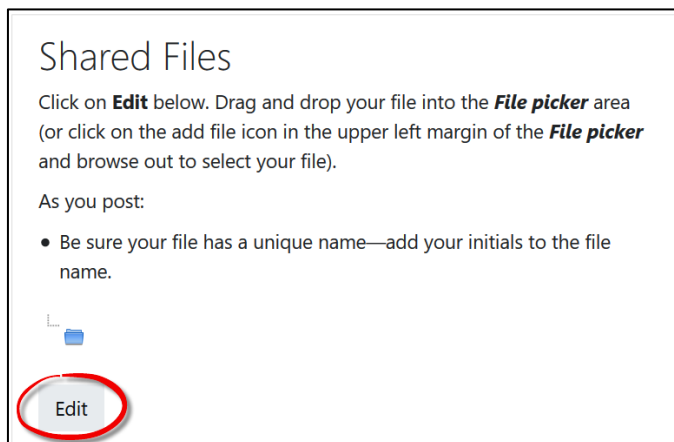 Shared Files
Click on Edit below. Drag and drop your file into the File picker area
(or click on the add file icon in the upper left margin of the File picker
and browse out to select your file).
As you post:
• Be sure your file has a unique name—add your initials to the file
name.
Edit